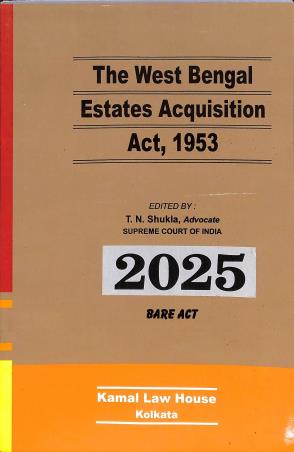 The West Bengal
Estates Acquisition
Act, 1953
EDITED BY :
T. N. Shukla, Advocate
SUPREME COURT OF INDIA
2025
BARE ACT
Kamal Law House
Kolkata